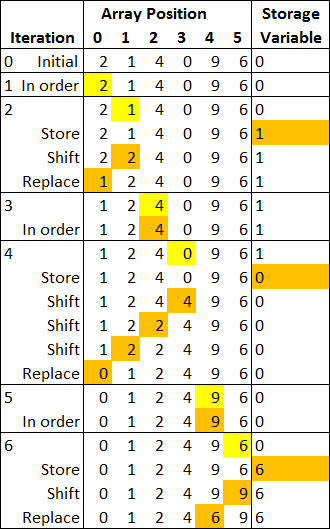 Array Position Storage
Iteration 0 1 2 3 4 5 Variable
0 Initial 2 1 4 0 9 6 0
1 In order 2 1 4 0 9 6 0
2 2 1 4 0 9 6 0
Store 2 1 4 0 9 6 1
Shift 2 2 4 0 9 6 1
Replace 1 2 4 0 9 6 1
3 1 2 4 0 9 6 1
In order 1 2 4 0 9 6 1
4 1 2 4 0 9 6 1
Store 1 2 4 0 9 6 0
Shift 1 2 4 4 9 6 0
Shift 1 2 2 4 9 6 0
Shift 1 2 2 4 9 6 0
Replace 0 1 2 4 9 6 0
5 0 1 2 4 9 6 0
In order 0 1 2 4 9 6 0
6 0 1 2 4 9 6 0
Store 0 1 2 4 9 6 6
Shift 0 1 2 4 9 9 6
Replace 0 1 2 4 6 9 6